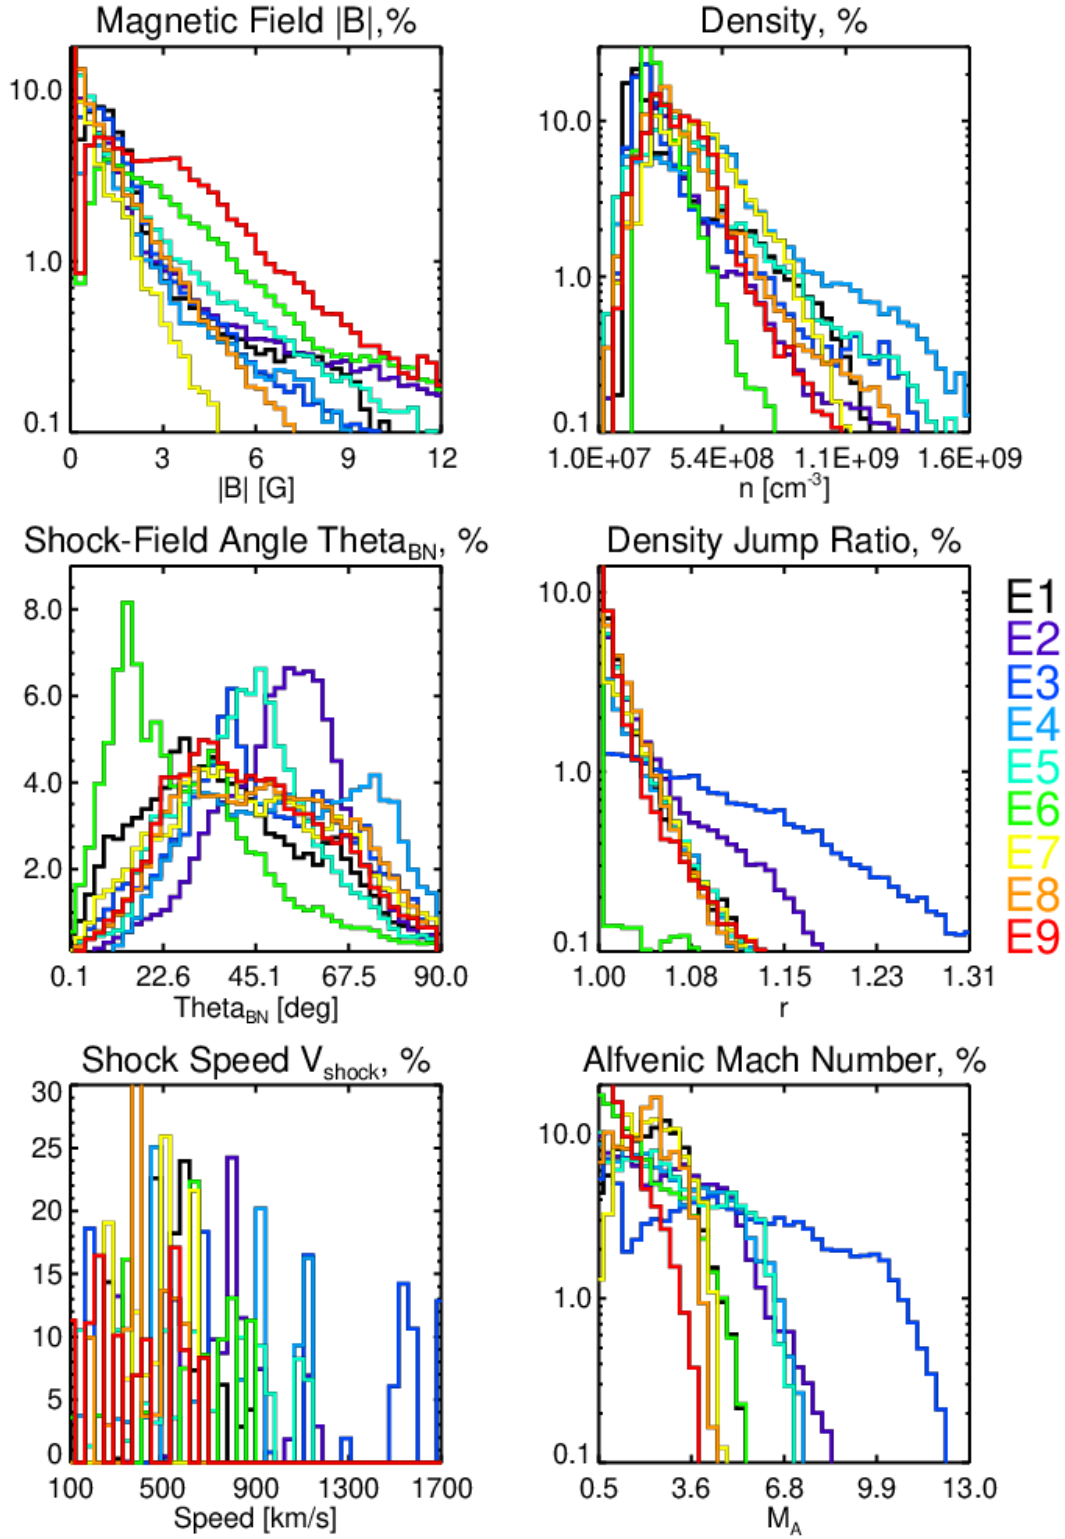 Magnetic Field |B|,%
Density, %
10.0
1.0
0.1
0 3 6 9 12
|B| [G]
10.0
1.0
0.1
1.0E+07 5.4E+08 1.1E+09 1.6E+09
n [cm-3]
Shock-Field Angle ThetaBN, %
Density Jump Ratio, %
8.0
6.0
4.0
2.0
0.1 22.6 45.1 67.5 90.0
ThetaBN [deg]
10.0
1.0
0.1
1.00 1.08 1.15 1.23 1.31
r
E1
E2
E3
E4
E5
E6
E7
E8
E9
Shock Speed Vshock, %
Alfvenic Mach Number, %
30
25
20
15
10
5
0
100 500 900 1300 1700
Speed [km/s]
10.0
1.0
0.1
0.5 3.6 6.8 9.9 13.0
MA